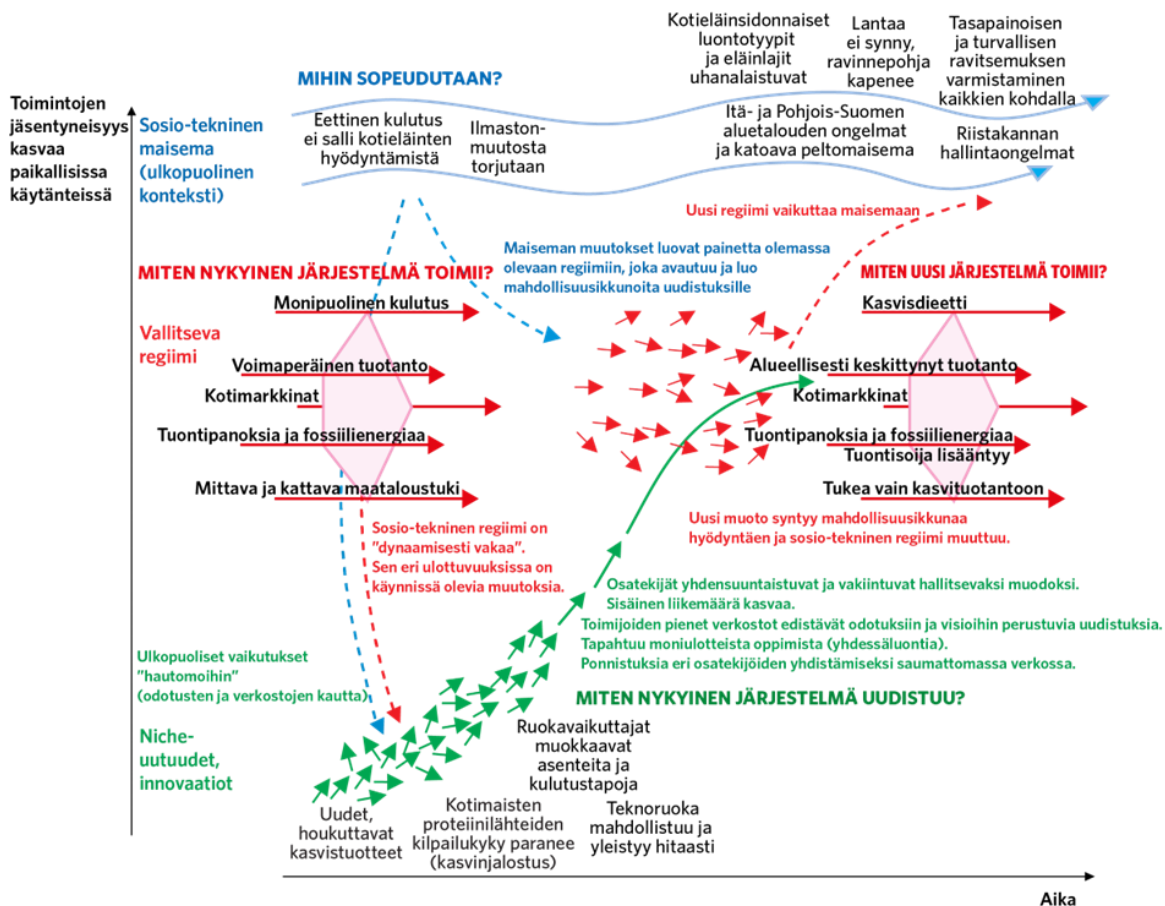 Kotieläinsidonnaiset
luontotyypit
ja eläinlajit
uhanalaistuvat
Lantaa
ei synny,
ravinnepohja
kapenee
Tasapainoisen
ja turvallisen
ravitsemuksen
varmistaminen
kaikkien kohdalla
MIHIN SOPEUDUTAAN?
Toimintojen
jäsentyneisyys
kasvaa
paikallisissa
käytänteissä
Sosio-tekninen
maisema
(ulkopuolinen
konteksti)
Eettinen kulutus
ei salli kotieläinten
hyödyntämistä
Ilmaston-
muutosta
torjutaan
Itä- ja Pohjois-Suomen
aluetalouden ongelmat
ja katoava peltomaisema
Riistakannan
hallintaongelmat
Uusi regiimi vaikuttaa maisemaan
Maiseman muutokset luovat painetta olemassa
olevaan regiimiin, joka avautuu ja luo
mahdollisuusikkunoita uudistuksille
MITEN NYKYINEN JÄRJESTELMÄ TOIMII?
MITEN UUSI JÄRJESTELMÄ TOIMII?
Vallitseva
regiimi
Monipuolinen kulutus
Voimaperäinen tuotanto
Kotimarkkinat
Tuontipanoksia ja fossiilienergiaa
Mittava ja kattava maataloustuki
Kasvisdieetti
Alueellisesti keskittynyt tuotanto
Kotimarkkinat
Tuontipanoksia ja fossiilienergiaa
Tuontisoija lisääntyy
Tukea vain kasvituotantoon
Sosio-tekninen regiimi on
"dynaamisesti vakaa".
Sen eri ulottuvuuksissa on
käynnissä olevia muutoksia.
Uusi muoto syntyy mahdollisuusikkunaa
hyödyntäen ja sosio-tekninen regiimi muuttuu.
Osatekijät yhdensuuntaistuvat ja vakiintuvat hallitsevaksi muodoksi.
Sisäinen liikemäärä kasvaa.
Toimijoiden pienet verkostot edistävät odotuksiin ja visioihin perustuvia uudistuksia.
Tapahtuu moniulotteista oppimista (yhdessäluontia).
Ponnistuksia eri osatekijöiden yhdistämiseksi saumattomassa verkossa.
Ulkopuoliset vaikutukset
"hautomoihin"
(odotusten ja verkostojen kautta)
MITEN NYKYINEN JÄRJESTELMÄ UUDISTUU?
Niche-
uutuudet,
innovaatiot
Ruokavaikuttajat
muokkaavat
asenteita ja
kulutustapoja
Uudet,
houkuttavat
kasvistuotteet
Kotimaisten
proteiinilähteiden
kilpailukyky paranee
(kasvinjalostus)
Teknoruoka
mahdollistuu ja
yleistyy hitaasti
Aika